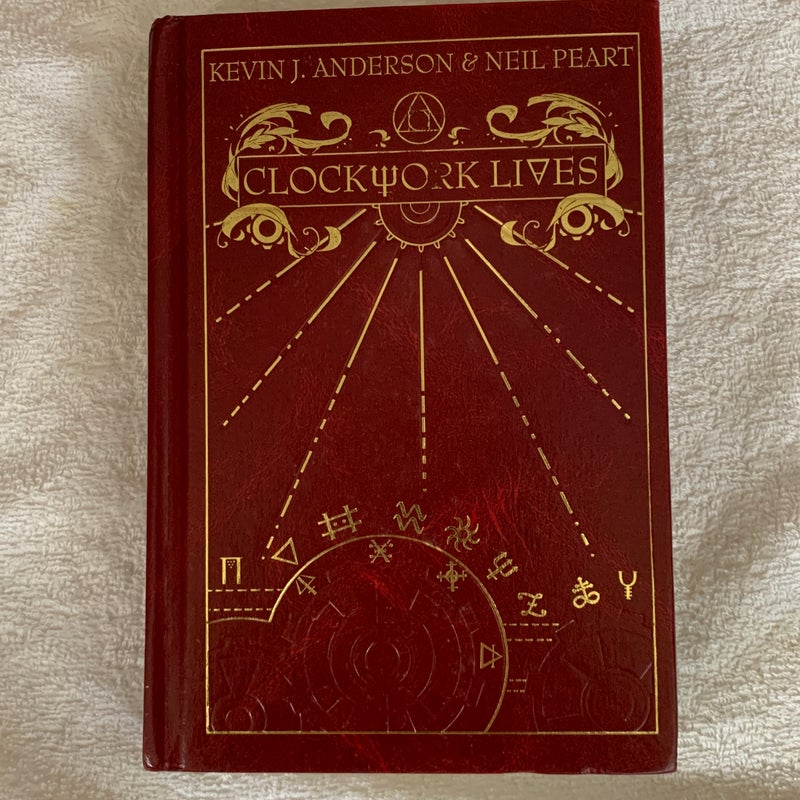 KEVIN J. ANDERSON & NEIL PEART
CLOCKWORK LIVES